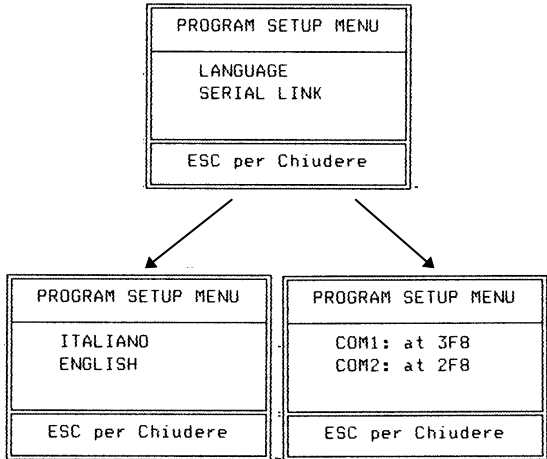 PROGRAM SETUP MENU
LANGUAGE
SERIAL LINK
ESC per Chiudere
PROGRAM SETUP MENU
ITALIANO
ENGLISH
ESC per Chiudere
PROGRAM SETUP MENU
COM1: at 3F8
COM2: at 2F8
ESC per Chiudere